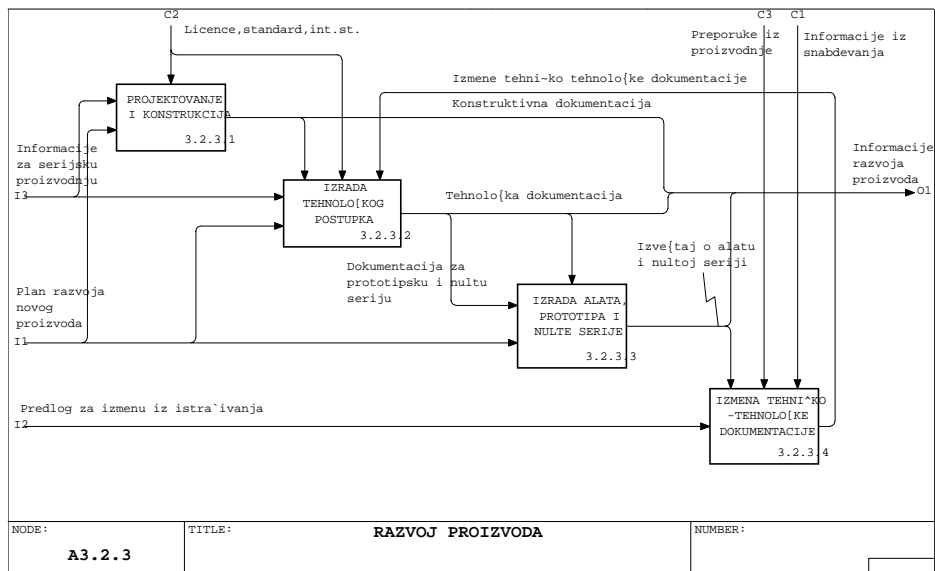 C2
C3
C1
Licence,standard,int.st.
Preporuke iz
proizvodnje
Informacije iz
snabdevanja
Izmene tehni~ko tehnolo{ke dokumentacije
Konstruktivna dokumentacija
PROJEKTOVANJE
I KONSTRUKCIJA
3.2.3.1
Informacije
za serijsku
proizvodnju
I3
Informacije
razvoja
proizvoda
O1
IZRADA
TEHNOLO[KOG
POSTUPKA
3.2.3.2
Tehnolo{ka dokumentacija
Izve{taj o alatu
i nultoj seriji
Dokumentacija za
prototipsku i nultu
seriju
Plan razvoja
novog
proizvoda
I1
IZRADA ALATA,
PROTOTIPA I
NULTE SERIJE
3.2.3.3
Predlog za izmenu iz istra`ivanja
I2
IZMENA TEHNI^KO
-TEHNOLO[KE
DOKUMENTACIJE
3.2.3.4
NODE:
A3.2.3
TITLE:
RAZVOJ PROIZVODA
NUMBER: